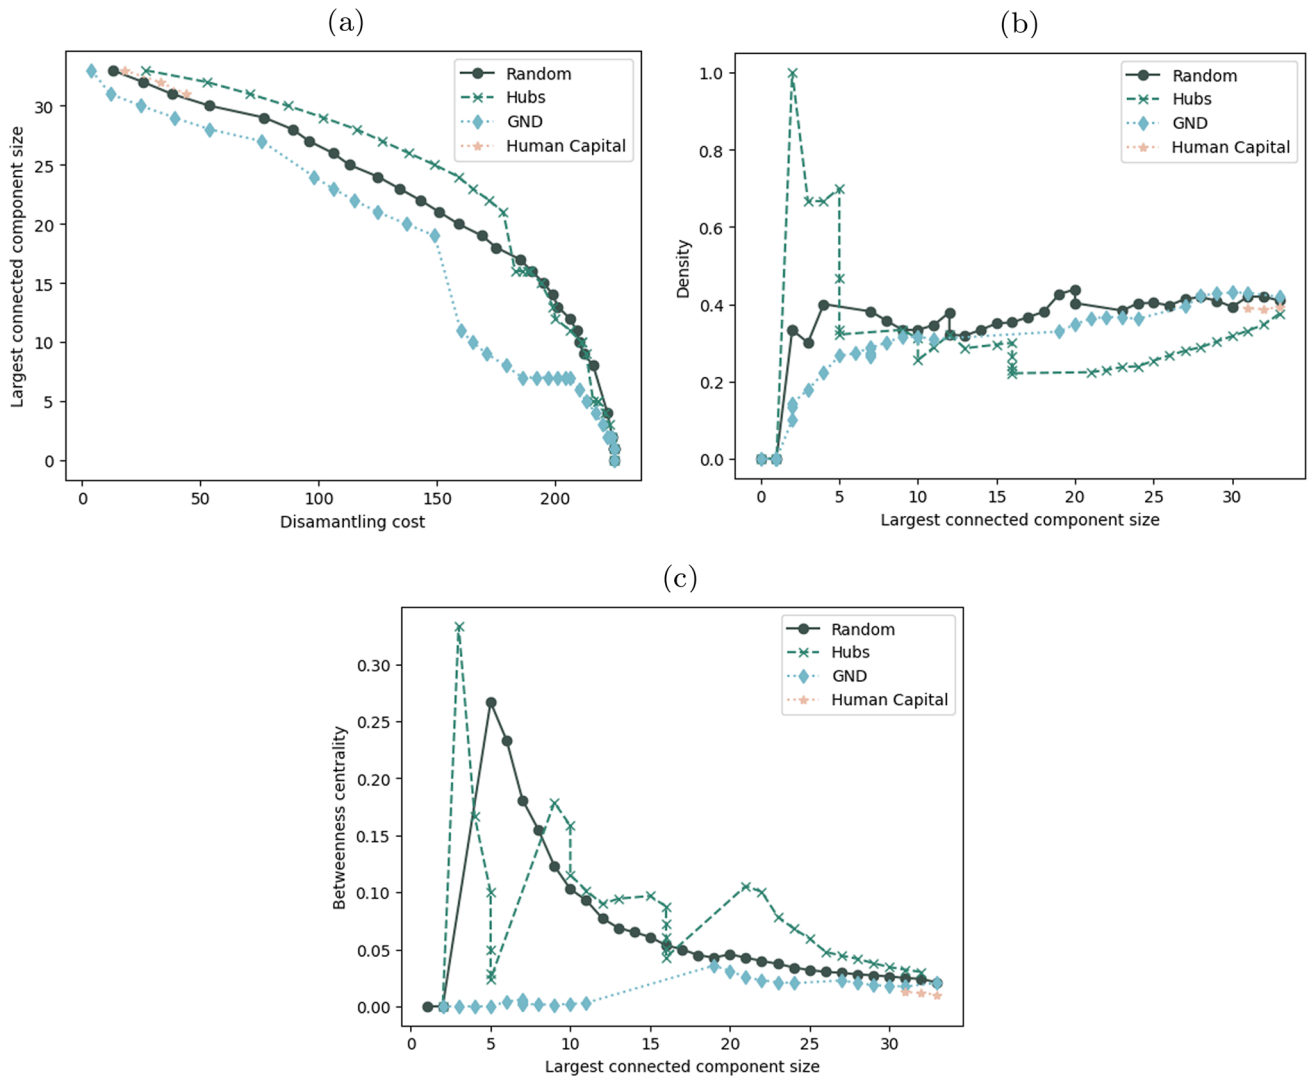 (a)
Random
Hubs
GND
Human Capital
30
25
20
15
10
5
0
Largest connected component size
0 50 100 150 200
Disamantling cost
(b)
Random
Hubs
GND
Human Capital
1.0
0.8
0.6
0.4
0.2
0.0
Density
0 5 10 15 20 25 30
Largest connected component size
(c)
Random
Hubs
GND
Human Capital
0.30
0.25
0.20
0.15
0.10
0.05
0.00
Betweenness centrality
0 5 10 15 20 25 30
Largest connected component size